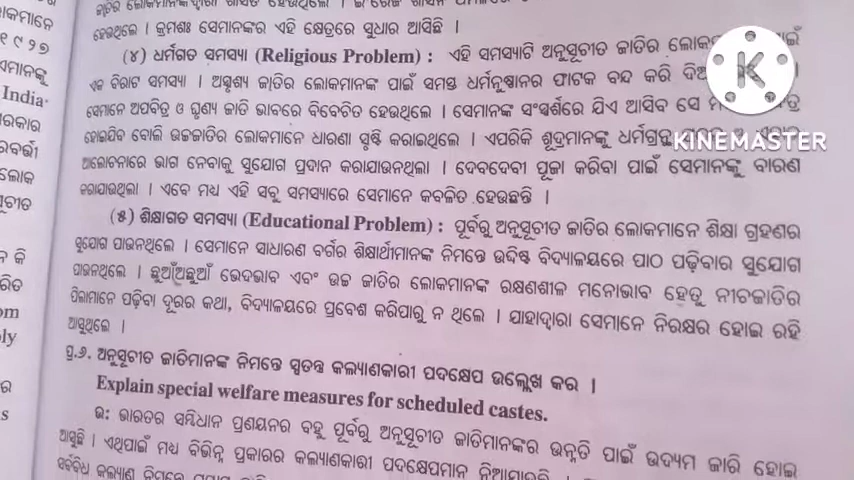 ହେଉଥିଲେ । କ୍ରମଶଃ ସେମାନଙ୍କର ଏହି କ୍ଷେତ୍ରରେ ସୁଧାର ଆସିଛି ।
(୪) ଧର୍ମଗତ ସମସ୍ୟା (Religious Problem) : ଏହି ସମସ୍ୟାଟି ଅନୁସୂଚୀତ ଜାତିର
ଏକ ବିରାଟ ସମସ୍ୟା । ଅସ୍ପୃଶ୍ୟ ଜାତିର ଲୋକମାନଙ୍କ ପାଇଁ ସମସ୍ତ ଧର୍ମନୁଷ୍ଠାନର ଫାଟକ ବନ୍ଦ କରି
ସେମାନେ ଅପବିତ୍ର ଓ ଘୃଣ୍ୟ ଜାତି ଭାବରେ ବିବେଚିତ ହେଉଥିଲେ । ସେମାନଙ୍କ ସଂସ୍ପର୍ଶରେ ଯିଏ ଆସିବ ସେ
ହୋଇଯିବ ବୋଲି ଉଚ୍ଚଜାତିର ଲୋକମାନେ ଧାରଣା ସୃଷ୍ଟି କରାଇଥିଲେ । ଏପରିକି ଶୂଦ୍ରମାନଙ୍କୁ ଧର୍ମଗ୍ରନ୍ଥ
KINEMASTER
ଆଲୋଚନାରେ ଭାଗ ନେବାକୁ ସୁଯୋଗ ପ୍ରଦାନ କରାଯାଉନଥିଲା । ଦେବଦେବୀ ପୂଜା କରିବା ପାଇଁ ସେମାନଙ୍କୁ ବାରଣ
କରାଯାଉଥିଲା । ଏବେ ମଧ୍ୟ ଏହି ସବୁ ସମସ୍ୟାରେ ସେମାନେ କବଳିତ ହେଉଛନ୍ତି ।
(୫) ଶିକ୍ଷାଗତ ସମସ୍ୟା (Educational Problem) : ପୂର୍ବରୁ ଅନୁସୂଚୀତ ଜାତିର ଲୋକମାନେ ଶିକ୍ଷା ଗ୍ରହଣର
ସୁଯୋଗ ପାଉନଥିଲେ । ସେମାନେ ସାଧାରଣ ବର୍ଗର ଶିକ୍ଷାର୍ଥୀମାନଙ୍କ ନିମନ୍ତେ ଉଦ୍ଦିଷ୍ଟ ବିଦ୍ୟାଳୟରେ ପାଠ ପଢ଼ିବାର ସୁଯୋଗ
ପାଉନଥିଲେ । ଛୁଆଁଅଛୁଆଁ ଭେଦଭାବ ଏବଂ ଉଚ୍ଚ ଜାତିର ଲୋକମାନଙ୍କ ରକ୍ଷଣଶୀଳ ମନୋଭାବ ହେତୁ ନୀଚଜାତିର
ପିଲାମାନେ ପଢ଼ିବା ଦୂରର କଥା, ବିଦ୍ୟାଳୟରେ ପ୍ରବେଶ କରିପାରୁ ନ ଥିଲେ । ଯାହାଦ୍ୱାରା ସେମାନେ ନିରକ୍ଷର ହୋଇ ରହି
ଆସୁଥିଲେ ।
ପ୍ର.୬. ଅନୁସୂଚୀତ ଜାତିମାନଙ୍କ ନିମନ୍ତେ ସ୍ୱତନ୍ତ୍ର କଲ୍ୟାଣକାରୀ ପଦକ୍ଷେପ ଉଲ୍ଲେଖ କର ।
Explain special welfare measures for scheduled castes.
ଉ: ଭାରତର ସମ୍ବିଧାନ ପ୍ରଣୟନର ବହୁ ପୂର୍ବରୁ ଅନୁସୂଚୀତ ଜାତିମାନଙ୍କର ଉନ୍ନତି ପାଇଁ ଉଦ୍ୟମ ଜାରି ହୋଇ
ଆସୁଛି । ଏଥିପାଇଁ ମଧ୍ୟ ବିଭିନ୍ନ ପ୍ରକାରର କଲ୍ୟାଣକାରୀ ପଦକ୍ଷେପମାନ